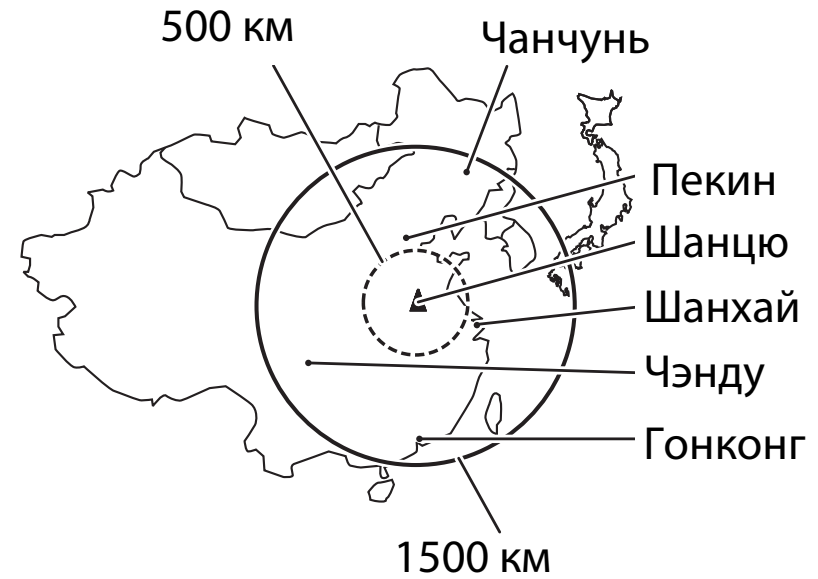 500 км
Чанчунь
Пекин
Шанцю
Шанхай
Чэнду
Гонконг
1500 км